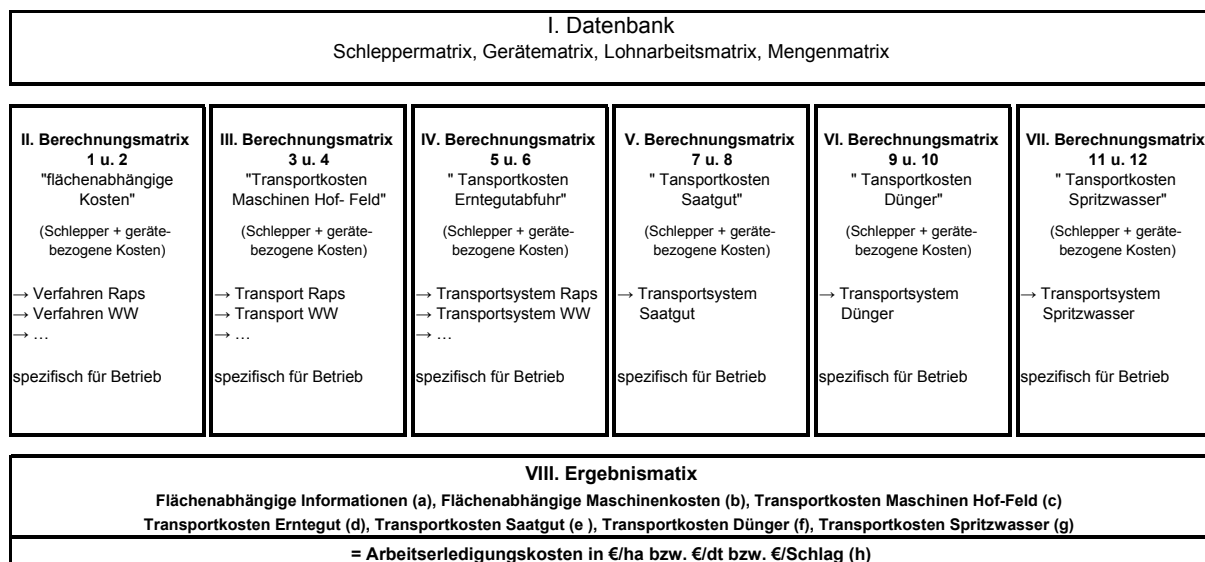 I. Datenbank
Schleppermatrix, Gerätematrix, Lohnarbeitsmatrix, Mengenmatrix
II. Berechnungsmatrix
1 u. 2
"flächenabhängige
Kosten"
(Schlepper + geräte-
bezogene Kosten)
→ Verfahren Raps
→ Verfahren WW
→ …
spezifisch für Betrieb
III. Berechnungsmatrix
3 u. 4
"Transportkosten
Maschinen Hof- Feld"
(Schlepper + geräte-
bezogene Kosten)
→ Transport Raps
→ Transport WW
→ …
spezifisch für Betrieb
IV. Berechnungsmatrix
5 u. 6
" Tansportkosten
Erntegutabfuhr"
(Schlepper + geräte-
bezogene Kosten)
→ Transportsystem Raps
→ Transportsystem WW
→ …
spezifisch für Betrieb
V. Berechnungsmatrix
7 u. 8
" Tansportkosten
Saatgut"
(Schlepper + geräte-
bezogene Kosten)
→ Transportsystem
Saatgut
spezifisch für Betrieb
VI. Berechnungsmatrix
9 u. 10
" Tansportkosten
Dünger"
(Schlepper + geräte-
bezogene Kosten)
→ Transportsystem
Dünger
spezifisch für Betrieb
VII. Berechnungsmatrix
11 u. 12
" Tansportkosten
Spritzwasser"
(Schlepper + geräte-
bezogene Kosten)
→ Transportsystem
Spritzwasser
spezifisch für Betrieb
VIII. Ergebnismatix
Flächenabhängige Informationen (a), Flächenabhängige Maschinenkosten (b), Transportkosten Maschinen Hof-Feld (c)
Transportkosten Erntegut (d), Transportkosten Saatgut (e ), Transportkosten Dünger (f), Transportkosten Spritzwasser (g)
= Arbeitserledigungskosten in €/ha bzw. €/dt bzw. €/Schlag (h)